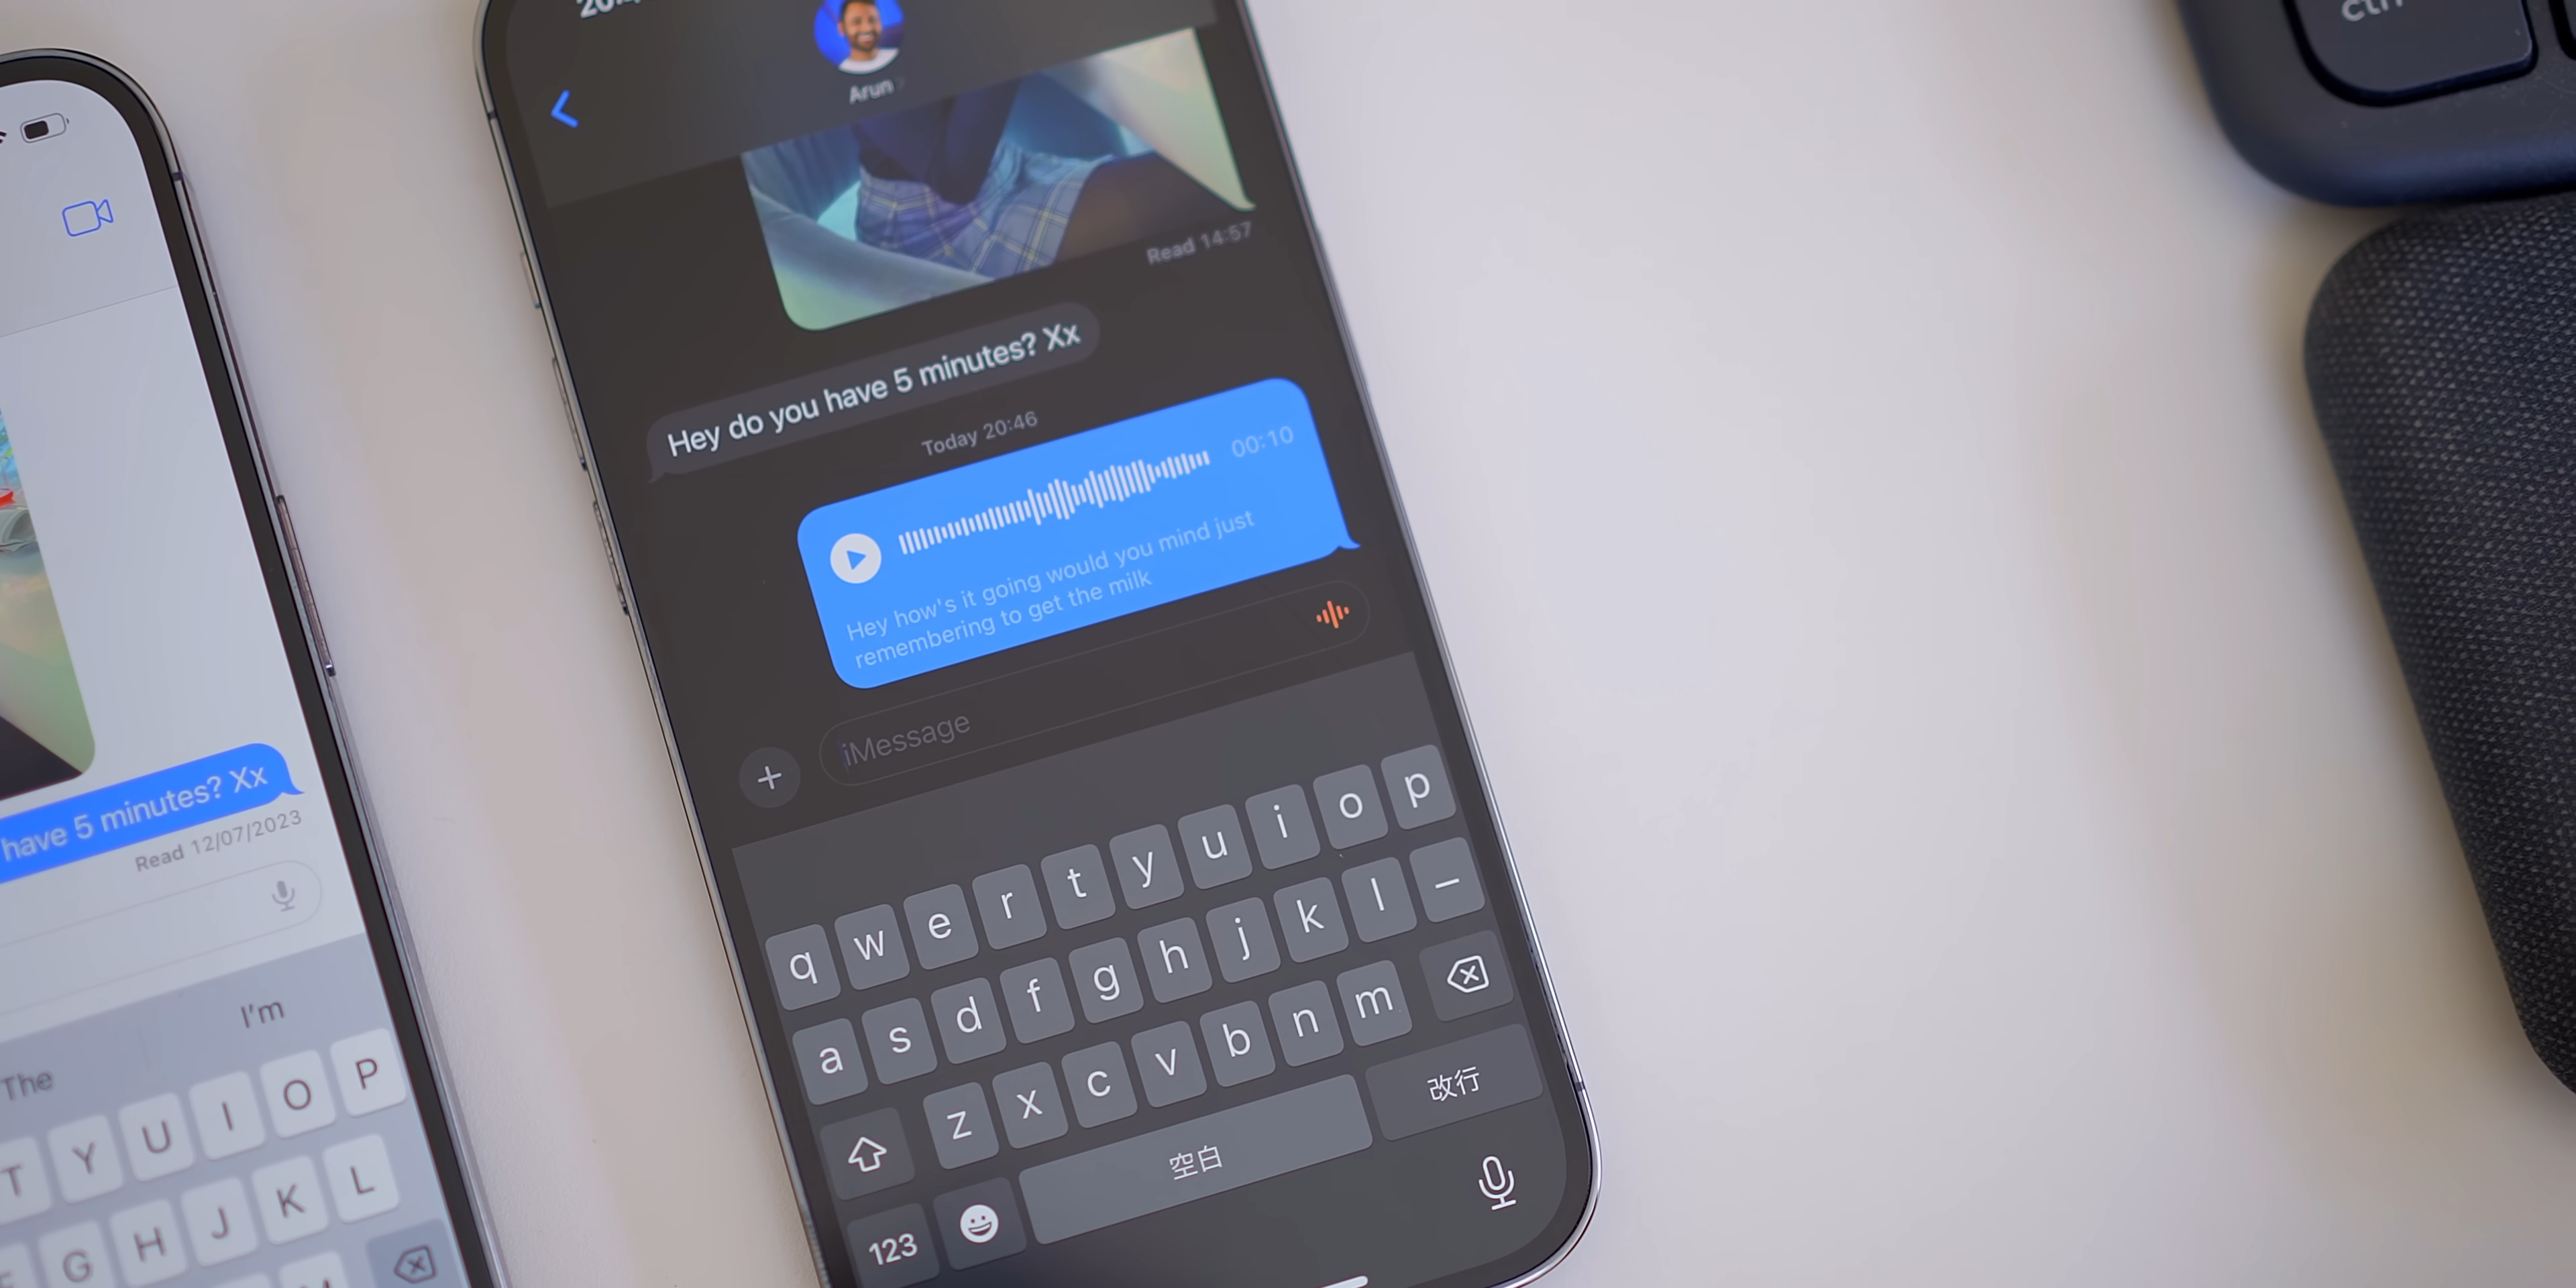 Arun
Read 14:57
Hey do you have 5 minutes? Xx
Today 20:46
00:10
Hey how's it going would you mind just
remembering to get the milk
iMessage
q w e r t y u i o p
a s d f g h j k l –
z x c v b n m
123 空白 改行
have 5 minutes? Xx
Read 12/07/2023
The I'm
T Y U I O P
G H J K L
ctrl